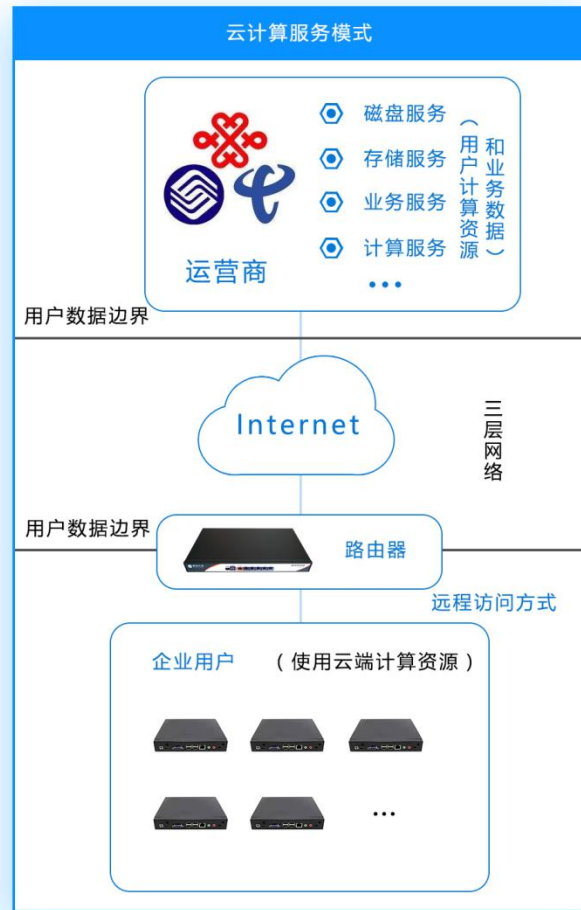 云计算服务模式
磁盘服务
存储服务
业务服务
计算服务
...
（用户计算资源
和业务数据）
运营商
用户数据边界
Internet
三层网络
用户数据边界
路由器
远程访问方式
企业用户 （使用云端计算资源）
...